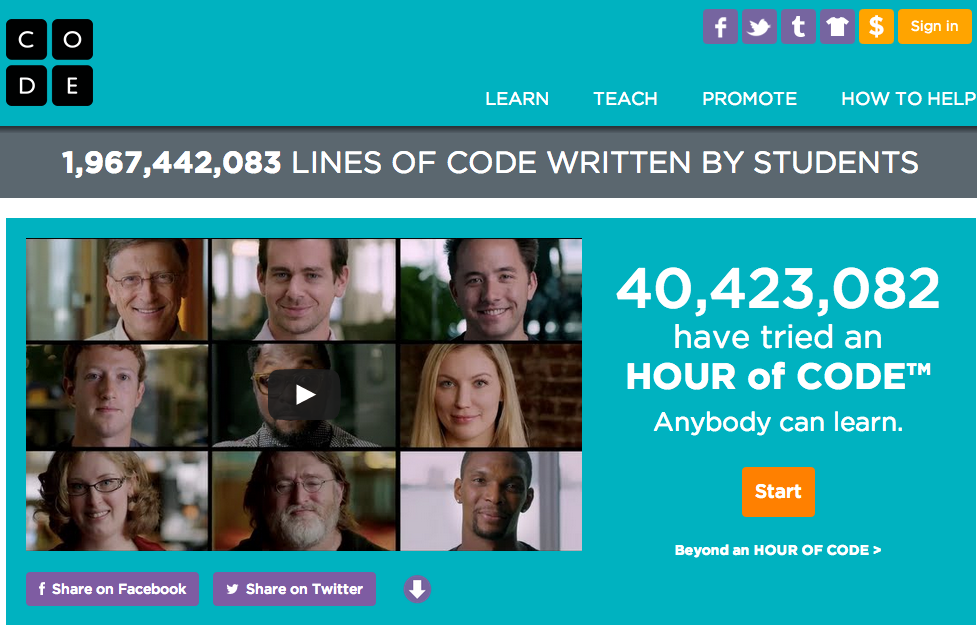 C O
D E
f t $ Sign in
LEARN TEACH PROMOTE HOW TO HELP
1,967,442,083 LINES OF CODE WRITTEN BY STUDENTS
40,423,082
have tried an
HOUR of CODE™
Anybody can learn.
Start
Beyond an HOUR OF CODE >
f Share on Facebook Share on Twitter